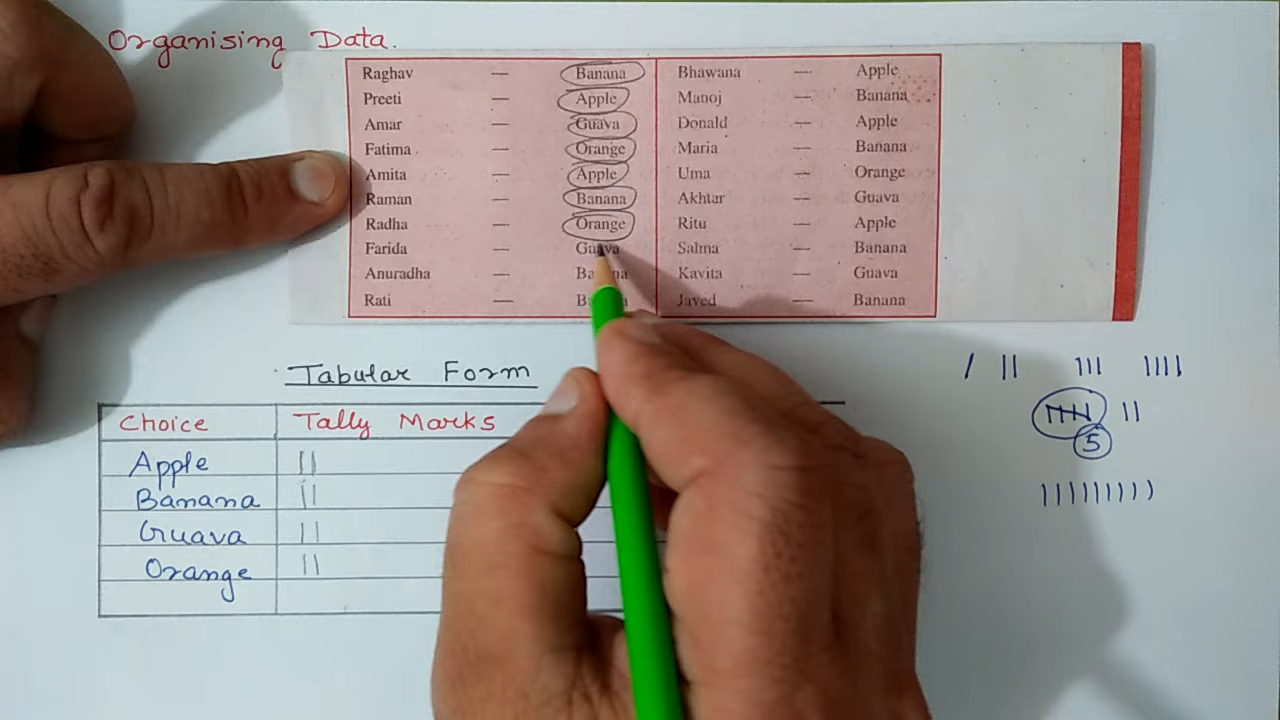 Organising Data.
Raghav — Banana Bhawana — Apple
Preeti — Apple Manoj — Banana
Amar — Guava Donald — Apple
Fatima — Orange Maria — Banana
Amita — Apple Uma — Orange
Raman — Banana Akhtar — Guava
Radha — Orange Ritu — Apple
Farida — Guava Salma — Banana
Anuradha — Kavita — Guava
Rati — Javed — Banana
Tabular Form
Choice Tally Marks
Apple ||
Banana ||
Guava ||
Orange ||
/ || ||| ||||
||
5
|||||||||